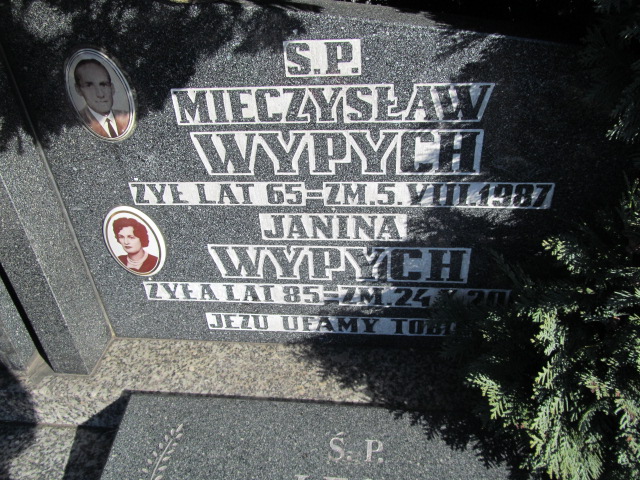 Ś.P.
MIECZYSŁAW
WYPYCH
ŻYŁ LAT 65-ZM. 5. VIII. 1987
JANINA
WYPYCH
ŻYŁA LAT 85-ZM. 24 X 20
JEZU UFAMY TOBIE
Ś.P.